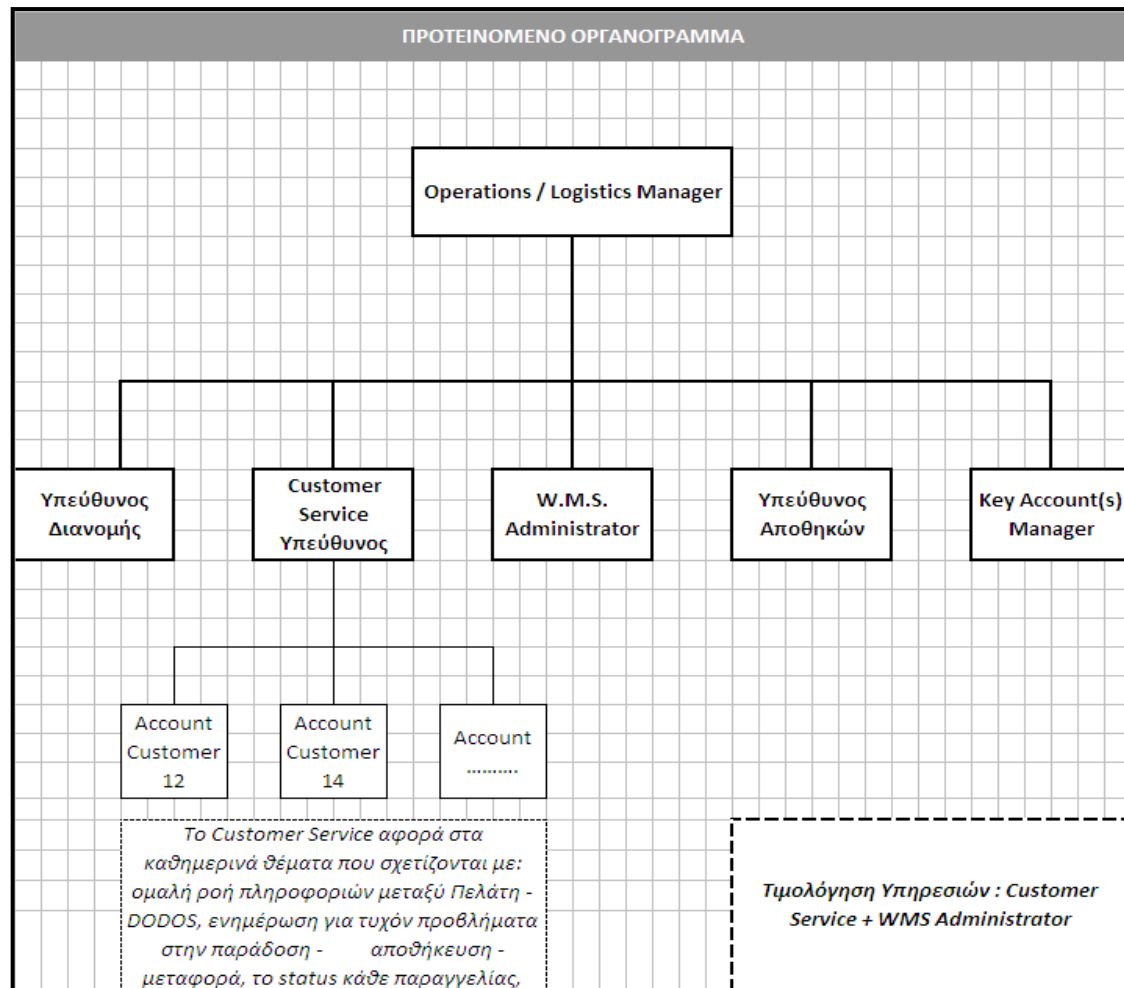 ΠΡΟΤΕΙΝΟΜΕΝΟ ΟΡΓΑΝΟΓΡΑΜΜΑ
Operations / Logistics Manager
Υπεύθυνος
Διανομής
Customer
Service
Υπεύθυνος
W.M.S.
Administrator
Υπεύθυνος
Αποθηκών
Key Account(s)
Manager
Account
Customer
12
Account
Customer
14
Account
..........
Το Customer Service αφορά στα
καθημερινά θέματα που σχετίζονται με:
ομαλή ροή πληροφοριών μεταξύ Πελάτη -
DODOS, ενημέρωση για τυχόν προβλήματα
στην παράδοση - αποθήκευση -
μεταφορά, το status κάθε παραγγελίας,
Τιμολόγηση Υπηρεσιών : Customer
Service + WMS Administrator